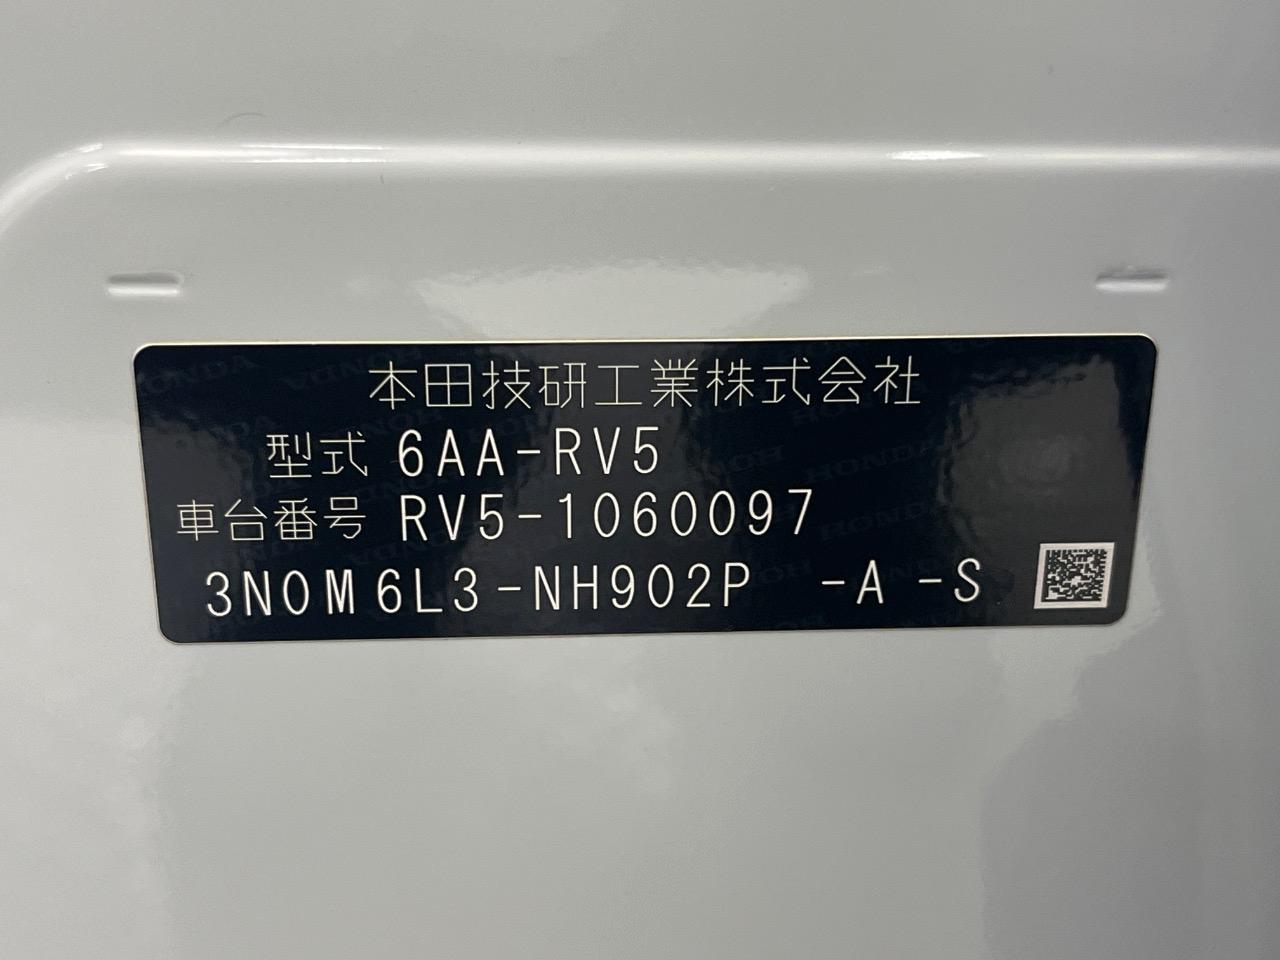 本田技研工業株式会社
型式 6AA-RV5
車台番号 RV5-1060097
3N0M6L3-NH902P -A -S